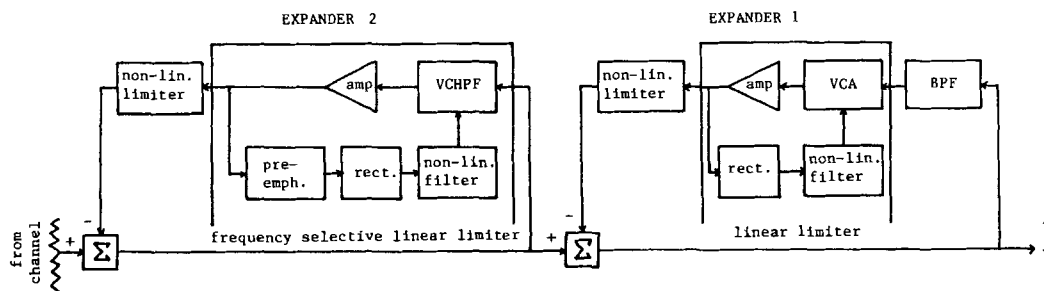 EXPANDER 2
EXPANDER 1
non-lin.
limiter
amp
VCHPF
non-lin.
limiter
amp
VCA
BPF
pre-
emph.
rect.
non-lin.
filter
rect.
non-lin.
filter
from
channel
+
-
Σ
frequency selective linear limiter
+
-
Σ
linear limiter